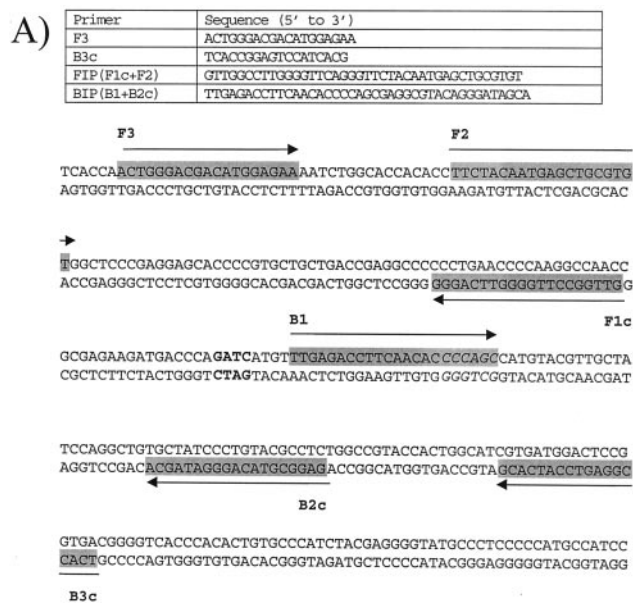 A)
Primer Sequence (5' to 3')
F3 ACTGGGACGACATGGAGAA
B3c TCACCGGAGTCCATCACG
FIP(F1c+F2) GTTGGCCTTGGGGTTCAGGGTTCTACAATGAGCTGCGTGT
BIP(B1+B2c) TTGAGACCTTCAACACCCCAGCGAGGCGTACAGGGATAGCA
F3 F2
TCACCAACTGGGACGACATGGAGAAAATCTGGCACCACACCTTCTACAATGAGCTGCGTG
AGTGGTTGACCCTGCTGTACCTCTTTTAGACCGTGGTGTGGAAGATGTTACTCGACGCAC
TGGCTCCCGAGGAGCACCCCGTGCTGCTGACCGAGGCCCCCCTGAACCCCAAGGCCAACC
ACCGAGGGCTCCTCGTGGGGCACGACGACTGGCTCCGGGGGGACTTGGGGTTCCGGTTGG
B1 F1c
GCGAGAAGATGACCCAGATCATGTTTGAGACCTTCAACACCCCAGCCATGTACGTTGCTA
CGCTCTTCTACTGGGTCTAGTACAAACTCTGGAAGTTGTGGGGTCGGTACATGCAACGAT
TCCAGGCTGTGCTATCCCTGTACGCCTCTGGCCGTACCACTGGCATCGTGATGGACTCCG
AGGTCCGACACGATAGGGACATGCGGAGACCGGCATGGTGACCGTAGCACTACCTGAGGC
B2c
GTGACGGGGTCACCCACACTGTGCCCATCTACGAGGGGTATGCCCTCCCCCATGCCATCC
CACTGCCCCAGTGGGTGTGACACGGGTAGATGCTCCCCATACGGGAGGGGGTACGGTAGG
B3c